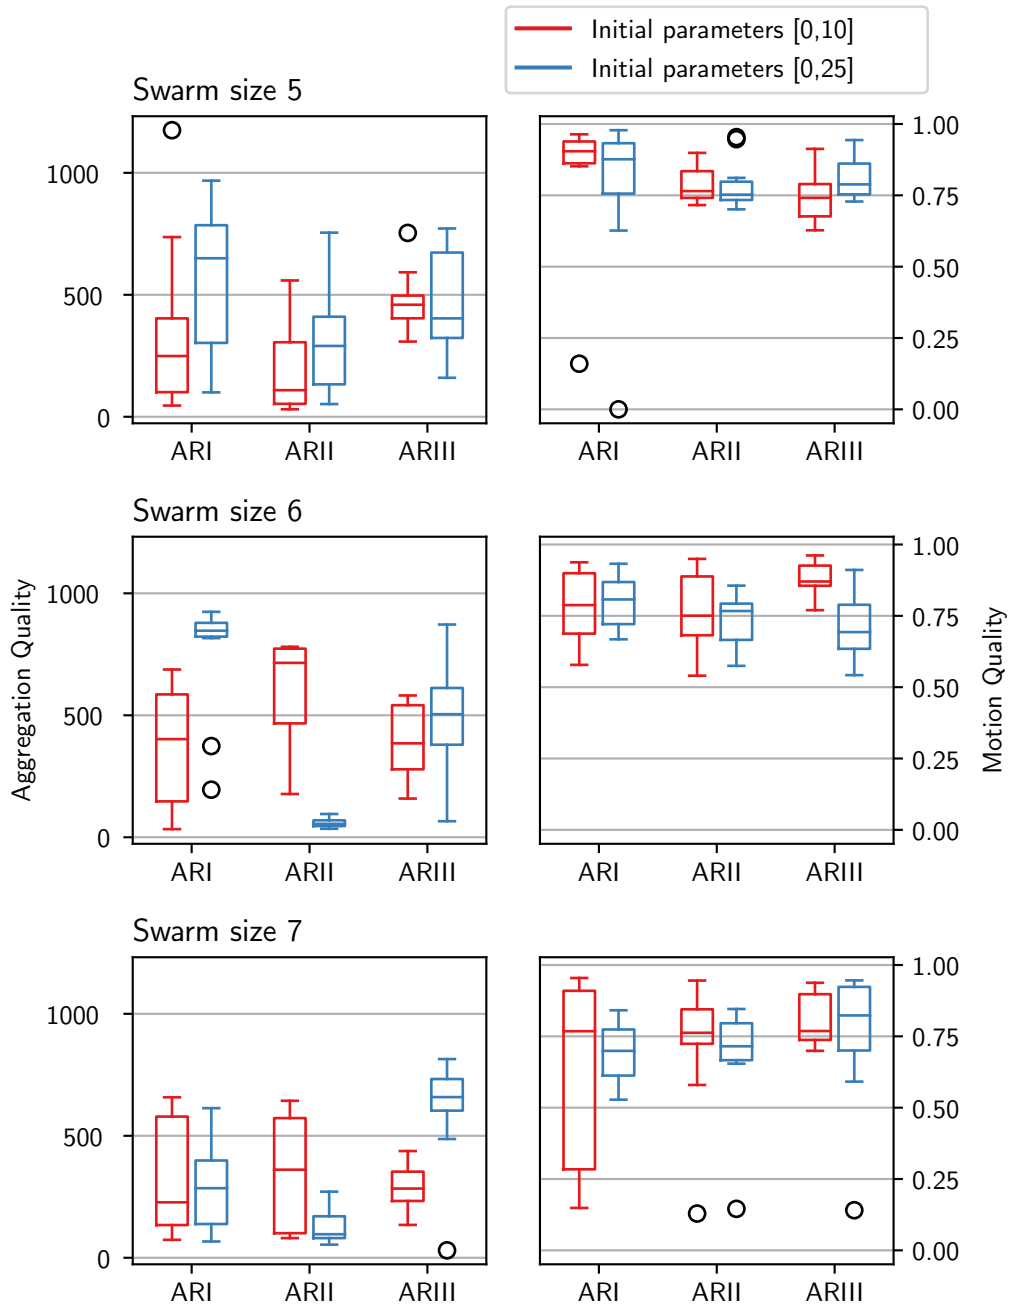 Initial parameters [0,10]
Initial parameters [0,25]
Swarm size 5
1000
500
0
ARI ARII ARIII
1.00
0.75
0.50
0.25
0.00
ARI ARII ARIII
Swarm size 6
1000
500
0
ARI ARII ARIII
1.00
0.75
0.50
0.25
0.00
ARI ARII ARIII
Aggregation Quality
Motion Quality
Swarm size 7
1000
500
0
ARI ARII ARIII
1.00
0.75
0.50
0.25
0.00
ARI ARII ARIII